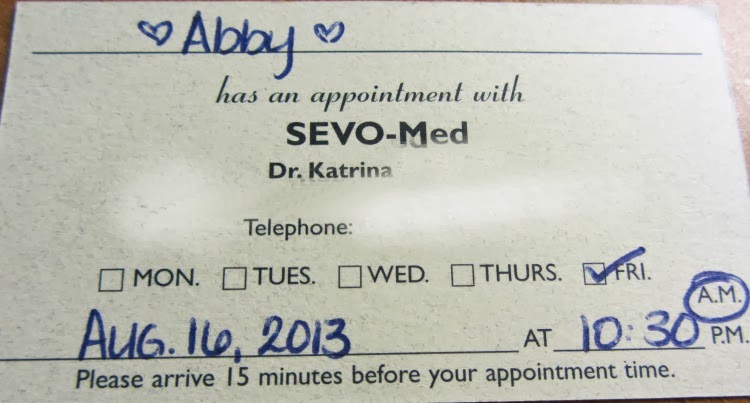 Abby
has an appointment with
SEVO-Med
Dr. Katrina
Telephone:
MON. TUES. WED. THURS. FRI.
A.M.
AUG. 16, 2013 AT 10:30 P.M.
Please arrive 15 minutes before your appointment time.